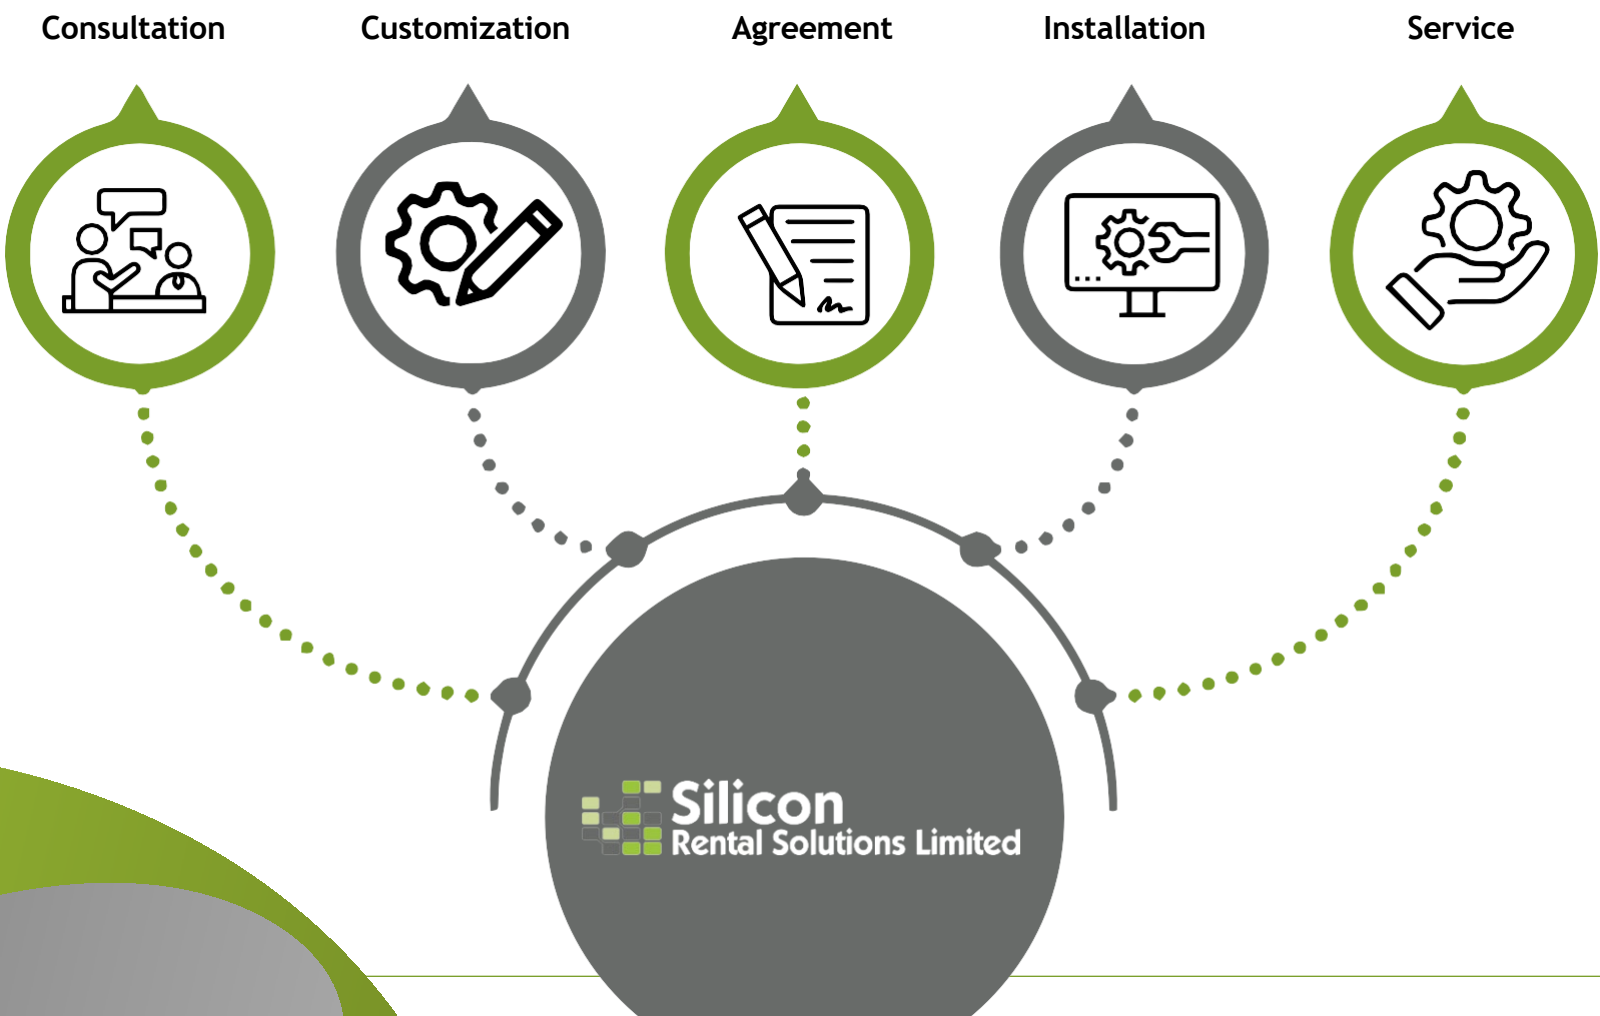 Consultation
Customization
Agreement
Installation
Service
Silicon
Rental Solutions Limited